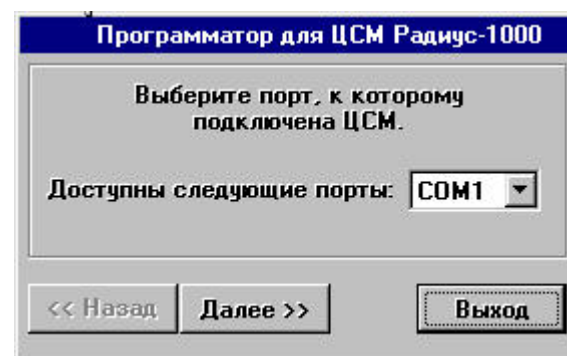 Программатор для ЦСМ Радиус-1000
Выберите порт, к которому
подключена ЦСМ.
Доступны следующие порты: COM1
<< Назад Далее >> Выход